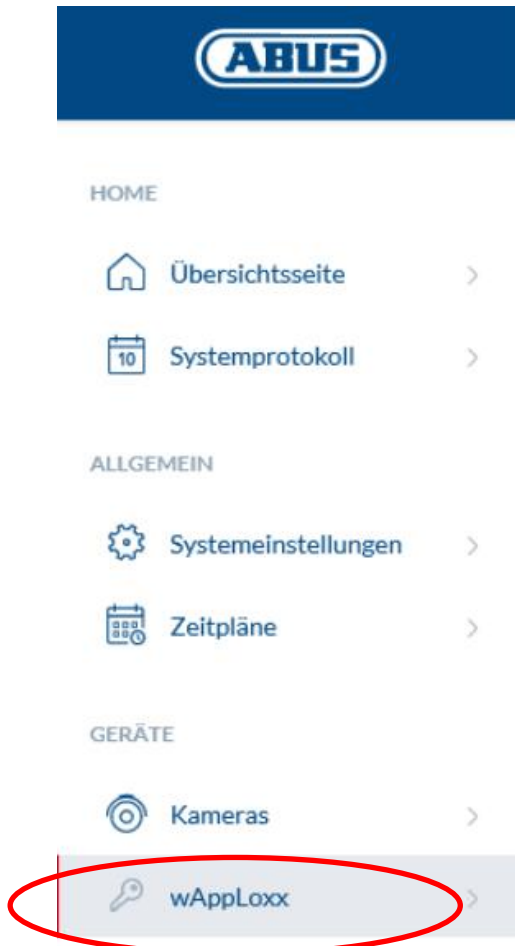 ABUS
HOME
Übersichtsseite
10 Systemprotokoll
ALLGEMEIN
Systemeinstellungen
Zeitpläne
GERÄTE
Kameras
wAppLoxx